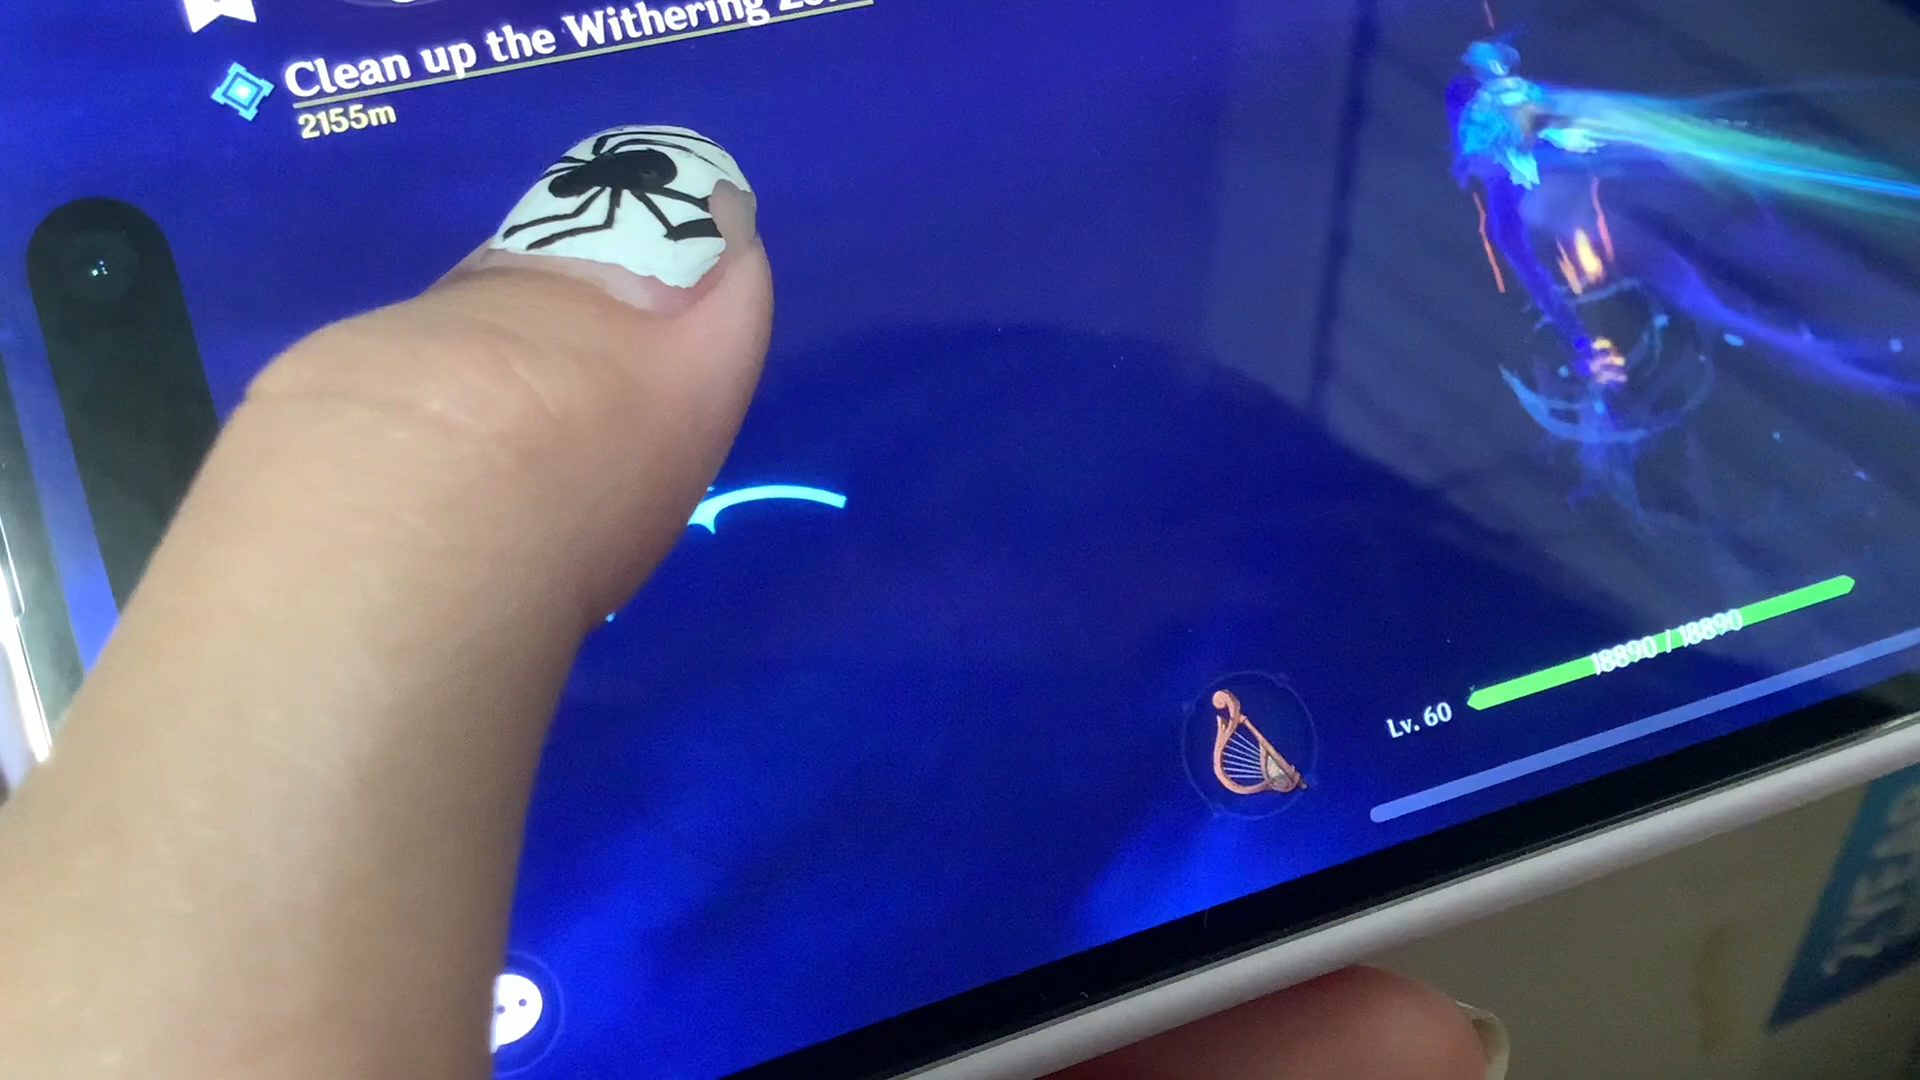 Clean up the Withering
2155m
18890 / 18890
Lv. 60